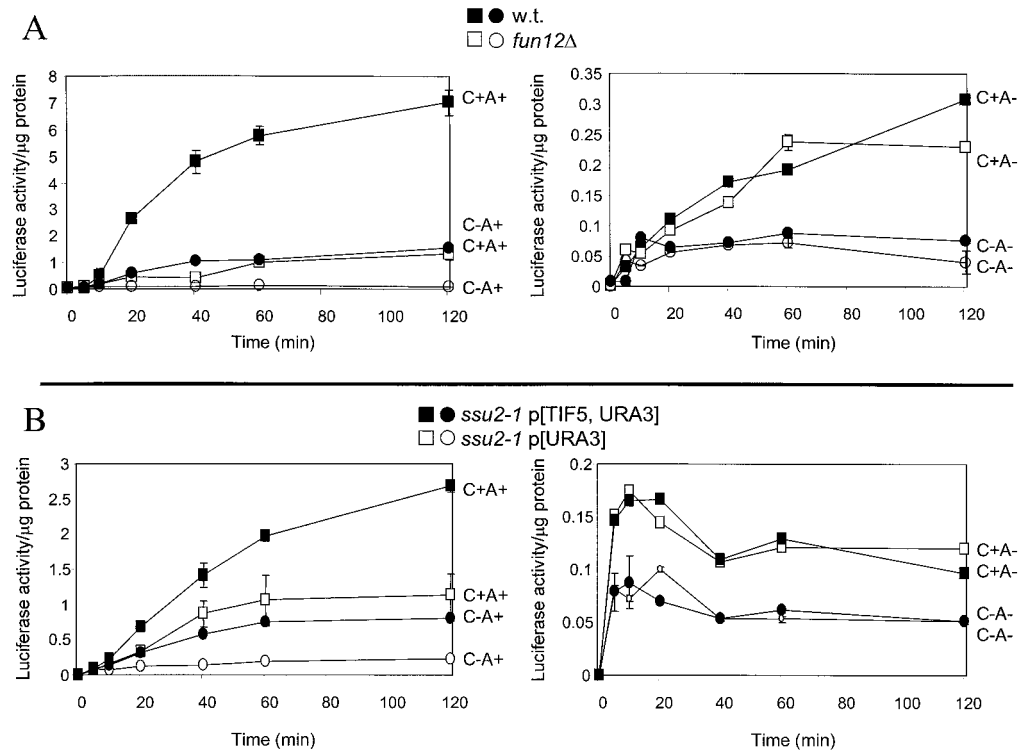 A
w.t.
fun12Δ
Luciferase activity/μg protein
8
7
6
5
4
3
2
1
0
0 20 40 60 80 100 120
Time (min)
C+A+
C-A+
C+A+
C-A+
Luciferase activity/μg protein
0.35
0.3
0.25
0.2
0.15
0.1
0.05
0
0 20 40 60 80 100 120
Time (min)
C+A-
C+A-
C-A-
C-A-
B
ssu2-1 p[TIF5, URA3]
ssu2-1 p[URA3]
Luciferase activity/μg protein
3
2.5
2
1.5
1
0.5
0
0 20 40 60 80 100 120
Time (min)
C+A+
C+A+
C-A+
C-A+
Luciferase activity/μg protein
0.2
0.15
0.1
0.05
0
0 20 40 60 80 100 120
Time (min)
C+A-
C+A-
C-A-
C-A-